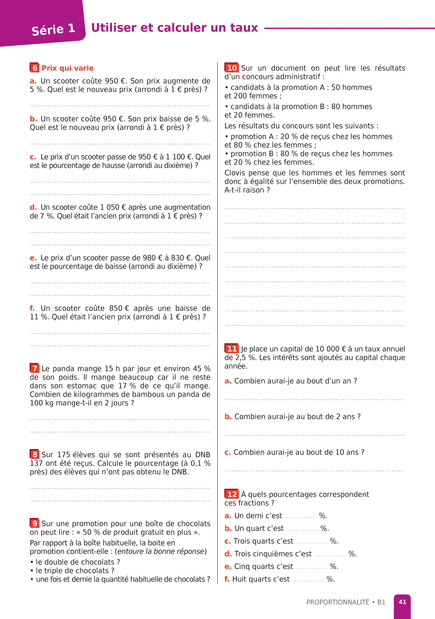 Série 1
Utiliser et calculer un taux
6 Prix qui varie
a. Un scooter coûte 950 €. Son prix augmente de
5 %. Quel est le nouveau prix (arrondi à 1 € près) ?
b. Un scooter coûte 950 €. Son prix baisse de 5 %.
Quel est le nouveau prix (arrondi à 1 € près) ?
c. Le prix d'un scooter passe de 950 € à 1 100 €. Quel
est le pourcentage de hausse (arrondi au dixième) ?
d. Un scooter coûte 1 050 € après une augmentation
de 7 %. Quel était l'ancien prix (arrondi à 1 € près) ?
e. Le prix d'un scooter passe de 980 € à 830 €. Quel
est le pourcentage de baisse (arrondi au dixième) ?
f. Un scooter coûte 850 € après une baisse de
11 %. Quel était l'ancien prix (arrondi à 1 € près) ?
7 Le panda mange 15 h par jour et environ 45 %
de son poids. Il mange beaucoup car il ne reste
dans son estomac que 17 % de ce qu'il mange.
Combien de kilogrammes de bambous un panda de
100 kg mange-t-il en 2 jours ?
8 Sur 175 élèves qui se sont présentés au DNB
137 ont été reçus. Calcule le pourcentage (à 0,1 %
près) des élèves qui n'ont pas obtenu le DNB.
9 Sur une promotion pour une boîte de chocolats
on peut lire : « 50 % de produit gratuit en plus ».
Par rapport à la boîte habituelle, la boite en
promotion contient-elle : (entoure la bonne réponse)
• le double de chocolats ?
• le triple de chocolats ?
• une fois et demie la quantité habituelle de chocolats ?
10 Sur un document on peut lire les résultats
d'un concours administratif :
• candidats à la promotion A : 50 hommes
et 200 femmes ;
• candidats à la promotion B : 80 hommes
et 20 femmes.
Les résultats du concours sont les suivants :
• promotion A : 20 % de reçus chez les hommes
et 80 % chez les femmes ;
• promotion B : 80 % de reçus chez les hommes
et 20 % chez les femmes.
Clovis pense que les hommes et les femmes sont
donc à égalité sur l'ensemble des deux promotions.
A-t-il raison ?
11 Je place un capital de 10 000 € à un taux annuel
de 2,5 %. Les intérêts sont ajoutés au capital chaque
année.
a. Combien aurai-je au bout d'un an ?
b. Combien aurai-je au bout de 2 ans ?
c. Combien aurai-je au bout de 10 ans ?
12 À quels pourcentages correspondent
ces fractions ?
a. Un demi c'est ............. %.
b. Un quart c'est ............. %.
c. Trois quarts c'est ............. %.
d. Trois cinquièmes c'est ............. %.
e. Cinq quarts c'est ............. %.
f. Huit quarts c'est ............. %.
PROPORTIONNALITÉ • B1
41